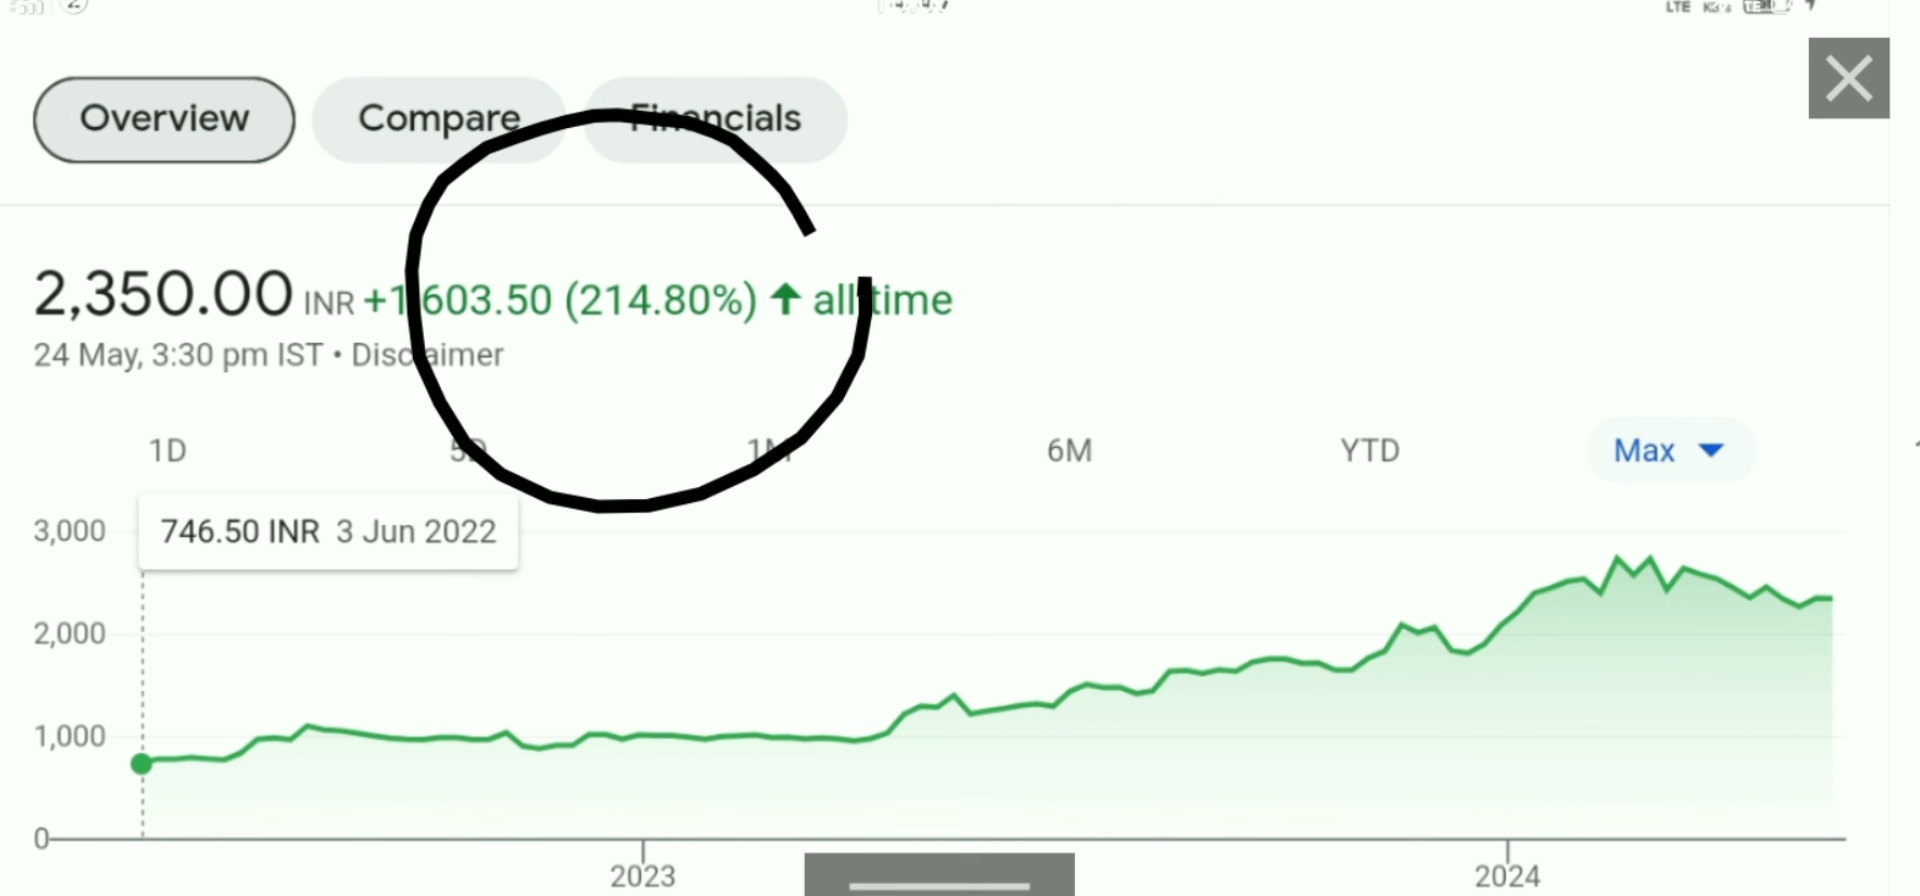 LTE
Overview Compare Financials
2,350.00 INR +1,603.50 (214.80%) ↑ all time
24 May, 3:30 pm IST • Disclaimer
1D 5D 1M 6M YTD Max
3,000
746.50 INR 3 Jun 2022
2,000
1,000
0
2023 2024